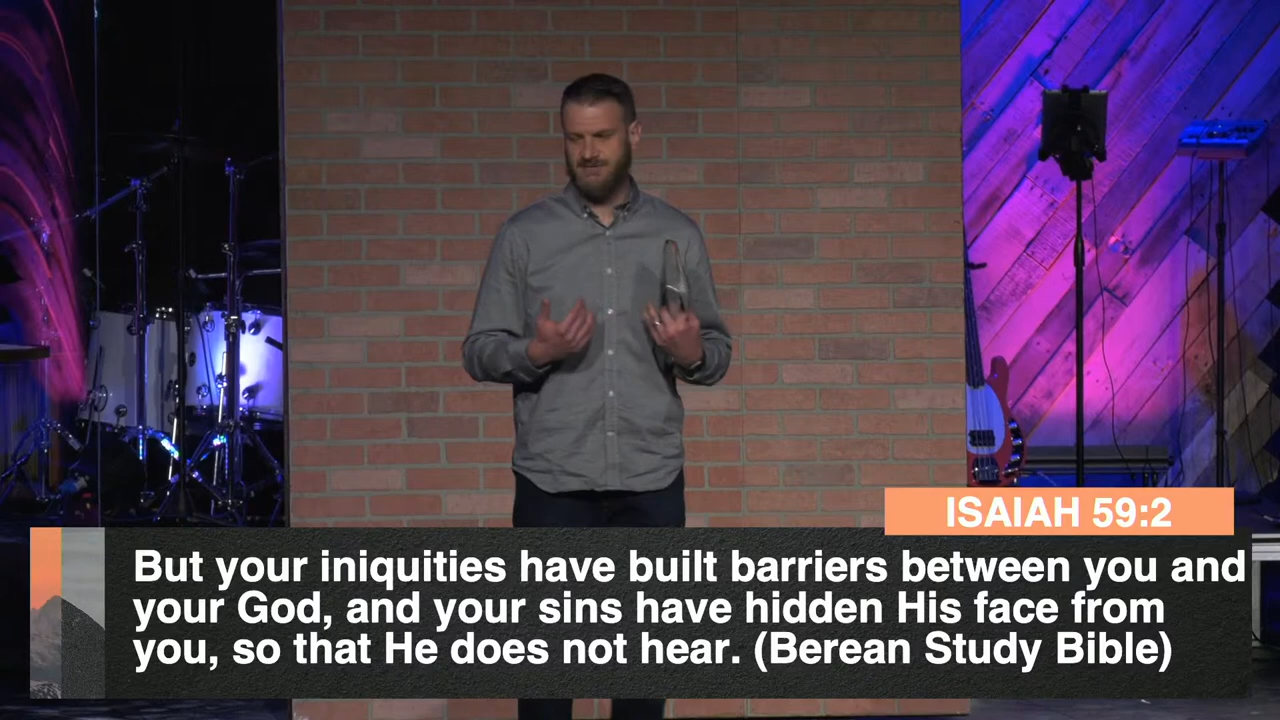 ISAIAH 59:2
But your iniquities have built barriers between you and
your God, and your sins have hidden His face from
you, so that He does not hear. (Berean Study Bible)